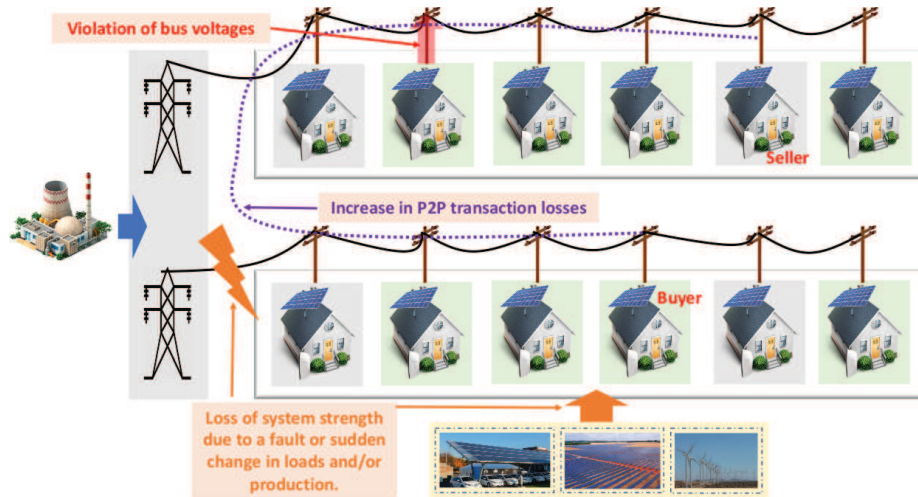 Violation of bus voltages
Seller
Increase in P2P transaction losses
Buyer
Loss of system strength
due to a fault or sudden
change in loads and/or
production.